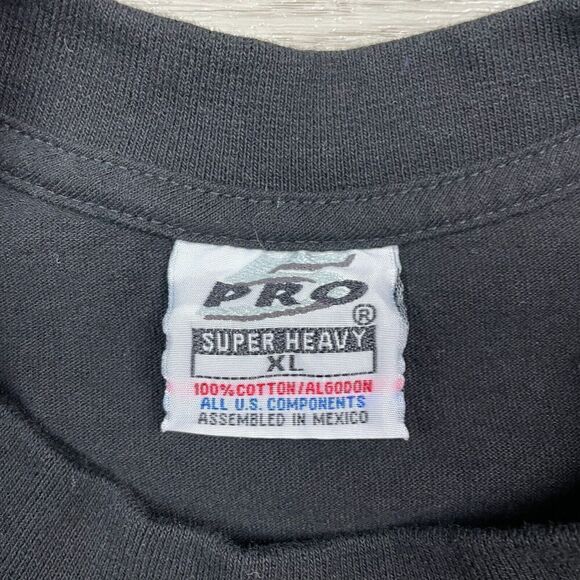 PRO ®
SUPER HEAVY
XL
100% COTTON/ALGODON
ALL U.S. COMPONENTS
ASSEMBLED IN MEXICO